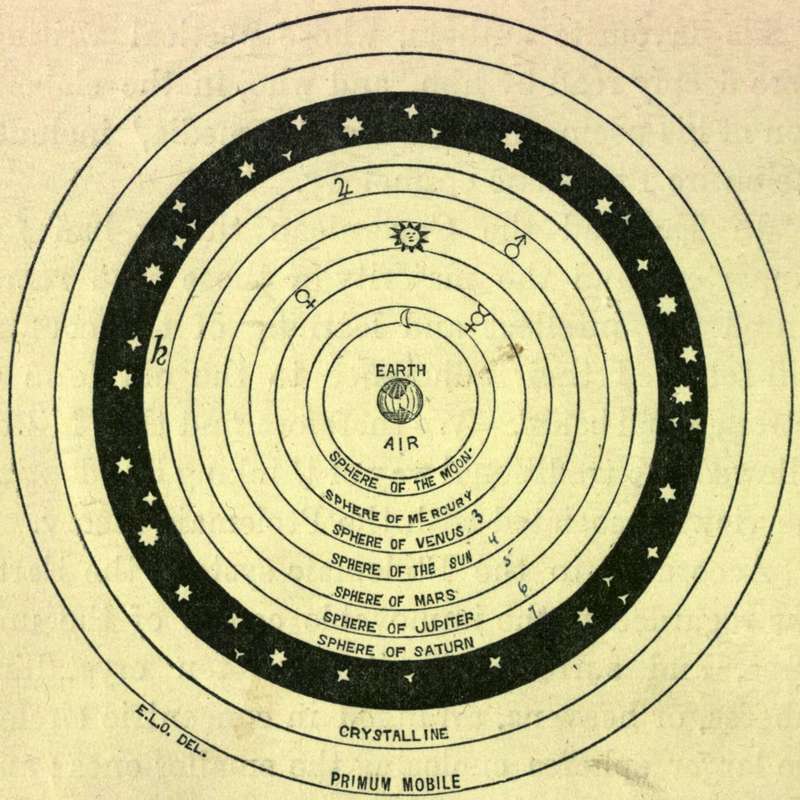 EARTH
AIR
SPHERE OF THE MOON
SPHERE OF MERCURY
SPHERE OF VENUS 3
SPHERE OF THE SUN 4
SPHERE OF MARS 5
SPHERE OF JUPITER 6
SPHERE OF SATURN 7
CRYSTALLINE
E.L.O. DEL.
PRIMUM MOBILE